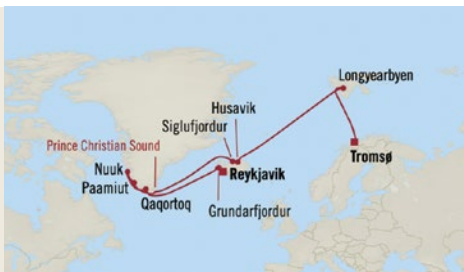 Longyearbyen
Husavik
Siglufjordur
Prince Christian Sound
Tromsø
Nuuk
Reykjavik
Paamiut
Qaqortoq
Grundarfjordur